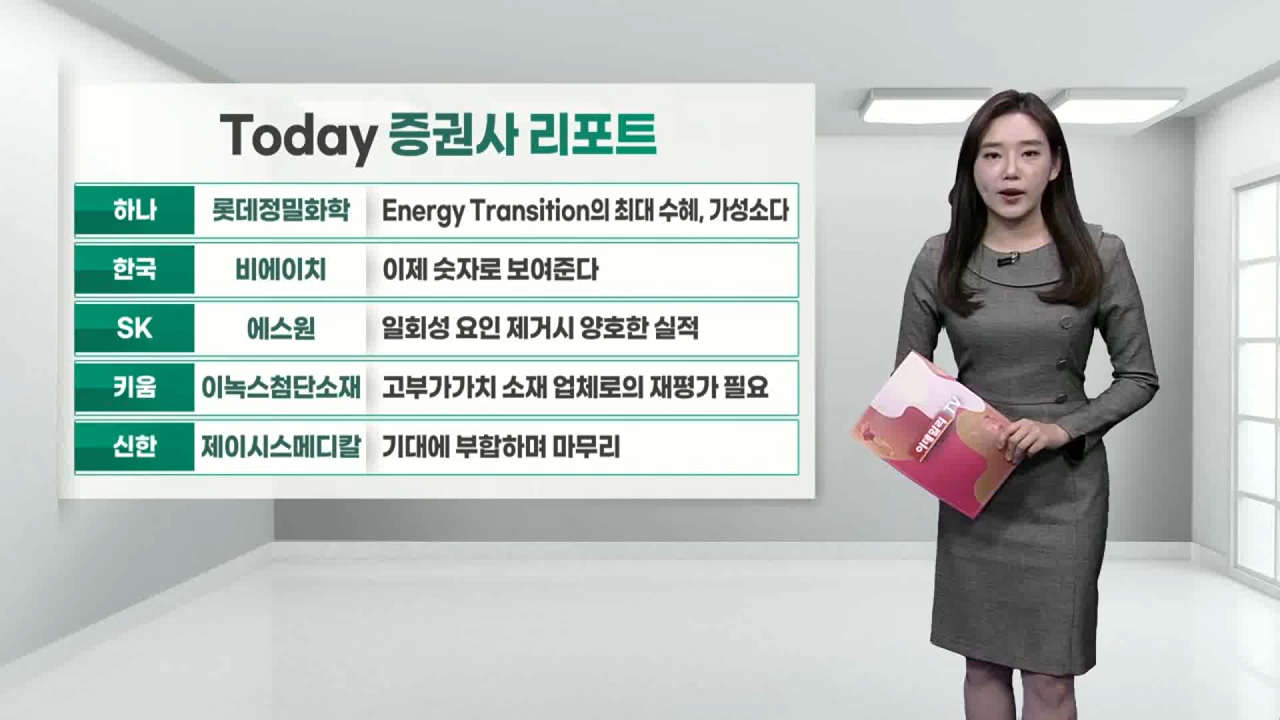 Today 증권사 리포트
하나 롯데정밀화학 Energy Transition의 최대 수혜, 가성소다
한국 비에이치 이제 숫자로 보여준다
SK 에스원 일회성 요인 제거시 양호한 실적
키움 이녹스첨단소재 고부가가치 소재 업체로의 재평가 필요
신한 제이시스메디칼 기대에 부합하며 마무리
이데일리 TV